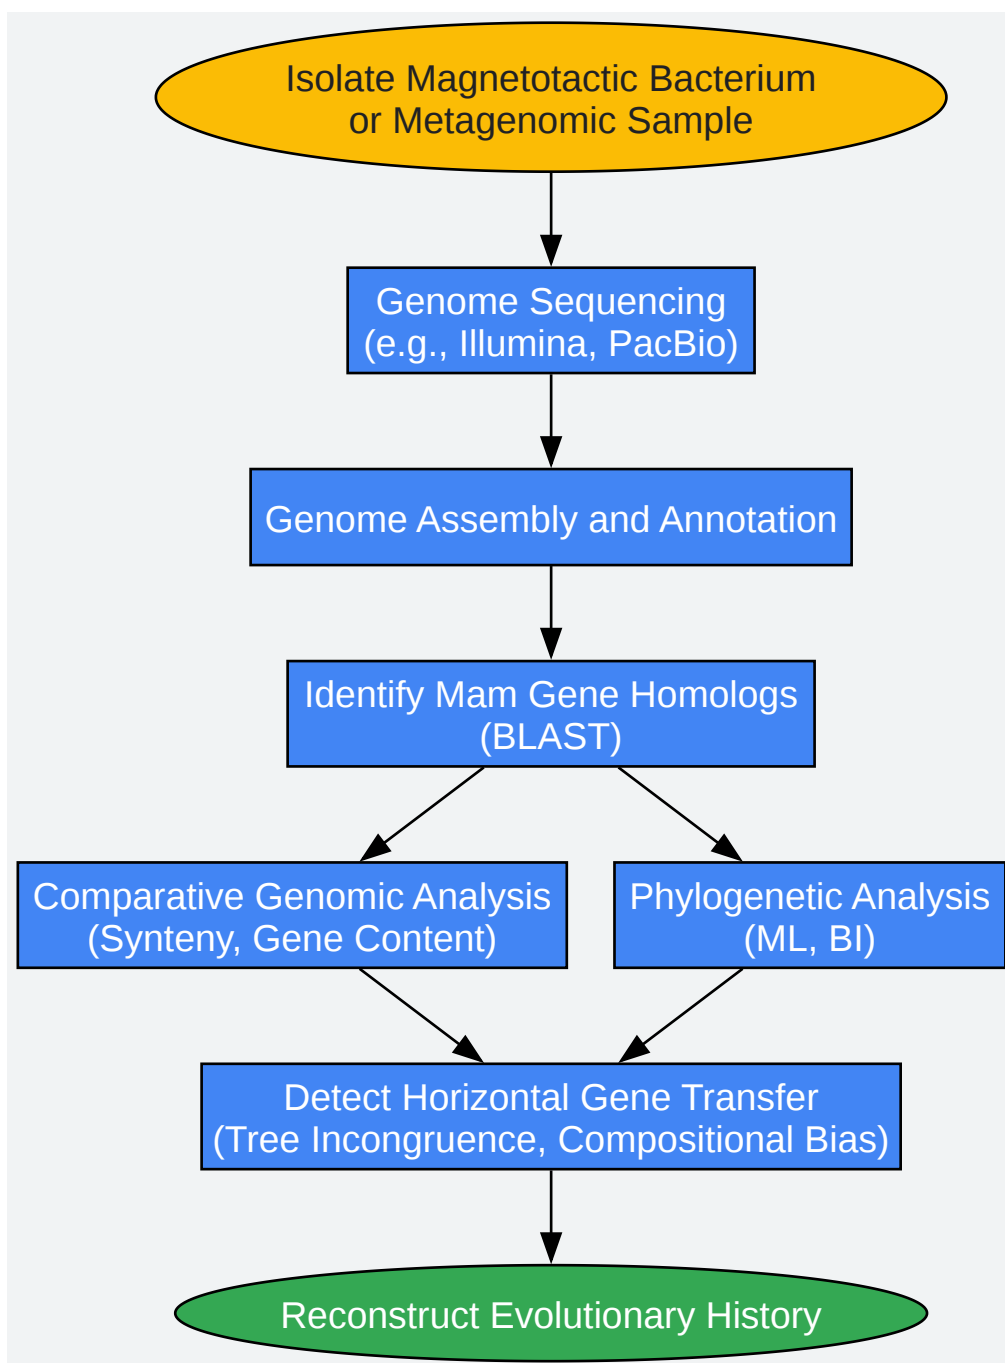 Isolate Magnetotactic Bacterium
or Metagenomic Sample
Genome Sequencing
(e.g., Illumina, PacBio)
Genome Assembly and Annotation
Identify Mam Gene Homologs
(BLAST)
Comparative Genomic Analysis
(Synteny, Gene Content)
Phylogenetic Analysis
(ML, BI)
Detect Horizontal Gene Transfer
(Tree Incongruence, Compositional Bias)
Reconstruct Evolutionary History